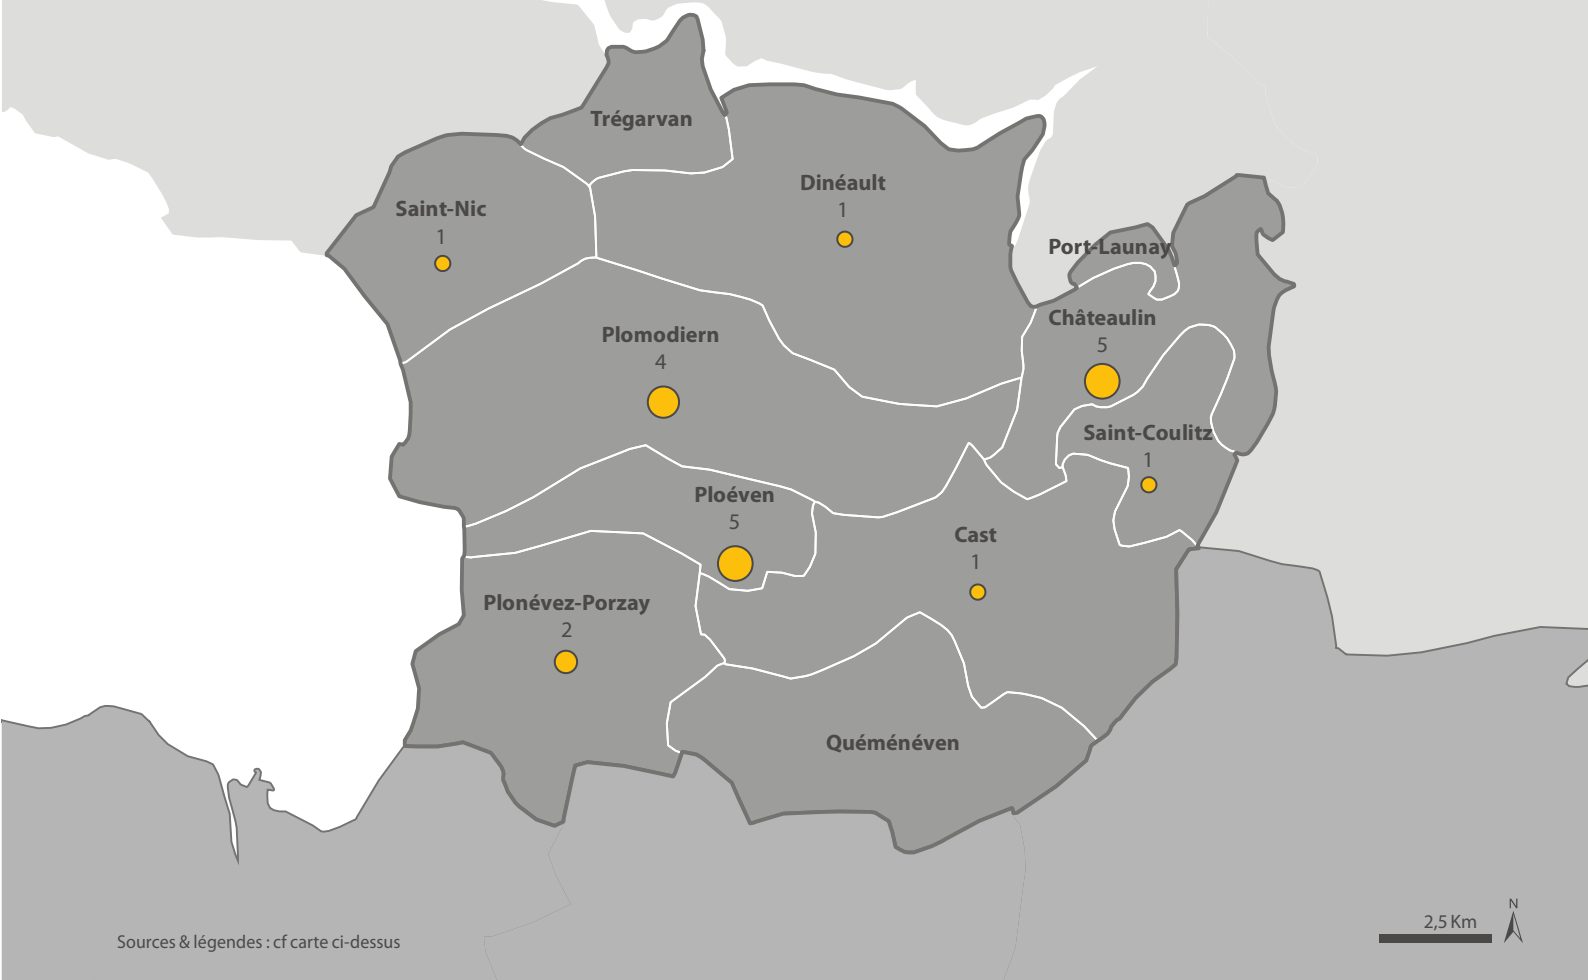 Trégarvan
Dinéault
1
Saint-Nic
1
Port-Launay
Châteaulin
5
Plomodiern
4
Saint-Coulitz
1
Ploéven
5
Cast
1
Plonévez-Porzay
2
Quéménéven
Sources & légendes : cf carte ci-dessus
2,5 Km
N